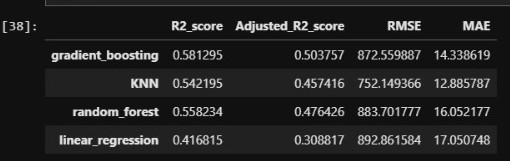 [38]:
R2_score Adjusted_R2_score RMSE MAE
gradient_boosting 0.581295 0.503757 872.559887 14.338619
KNN 0.542195 0.457416 752.149366 12.885787
random_forest 0.558234 0.476426 883.701777 16.052177
linear_regression 0.416815 0.308817 892.861584 17.050748